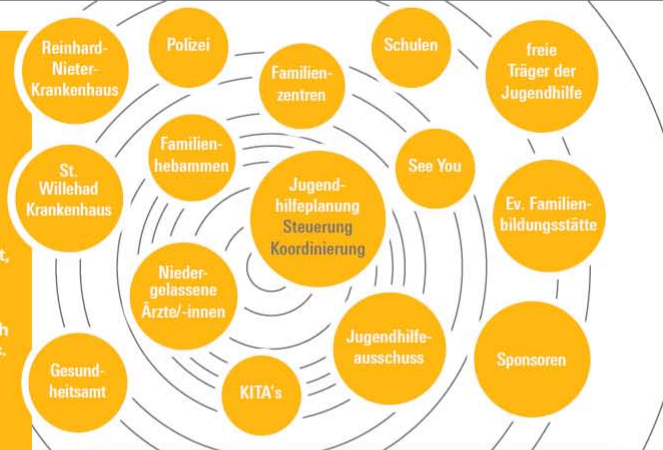 Reinhard-
Nieter-
Krankenhaus
Polizei
Schulen
freie
Träger der
Jugendhilfe
Familien-
zentren
Familien-
hebammen
See You
St.
Willehad
Krankenhaus
Jugend-
hilfeplanung
Steuerung
Koordinierung
Ev. Familien-
bildungsstätte
Nieder-
gelassene
Ärzte/-innen
Jugendhilfe-
ausschuss
Sponsoren
Gesund-
heitsamt
KITA's